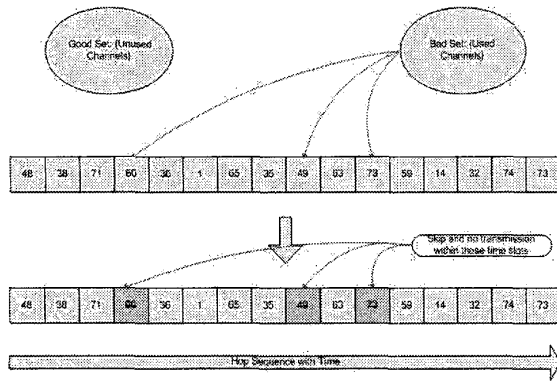 Good Set: (Unused
Channels)
Bad Set: (Used
Channels)
48 38 71 60 36 1 65 35 49 63 73 59 14 32 74 73
Skip and no transmission
within those time slots
48 38 71 60 36 1 65 35 49 63 73 59 14 32 74 73
Hop Sequence with Time